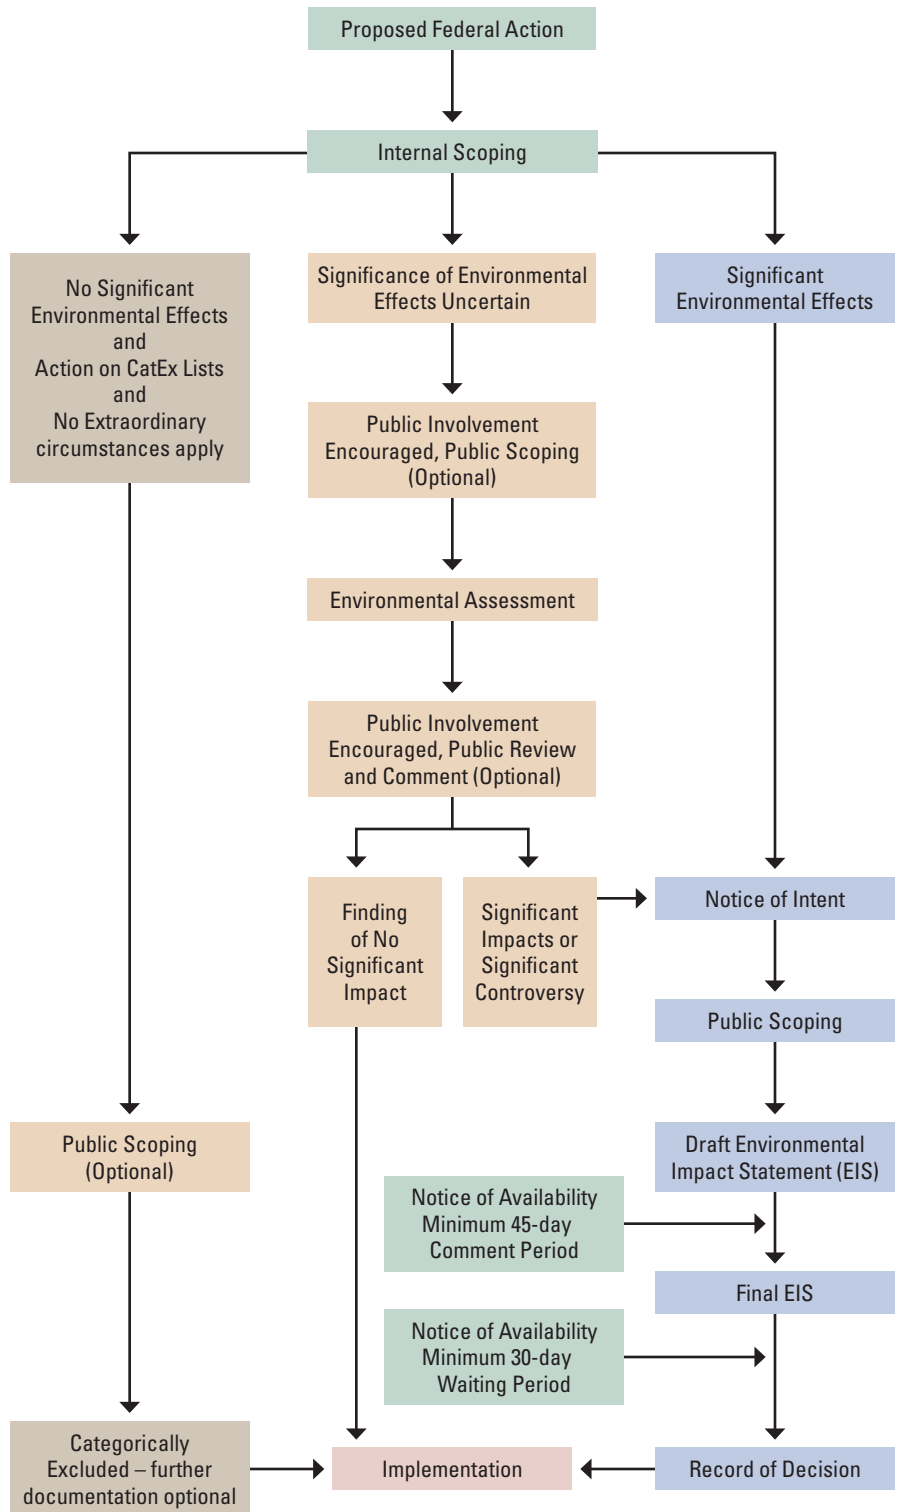 Proposed Federal Action
Internal Scoping
No Significant
Environmental Effects
and
Action on CatEx Lists
and
No Extraordinary
circumstances apply
Significance of Environmental
Effects Uncertain
Significant
Environmental Effects
Public Involvement
Encouraged, Public Scoping
(Optional)
Environmental Assessment
Public Involvement
Encouraged, Public Review
and Comment (Optional)
Finding
of No
Significant
Impact
Significant
Impacts or
Significant
Controversy
Notice of Intent
Public Scoping
Public Scoping
(Optional)
Draft Environmental
Impact Statement (EIS)
Notice of Availability
Minimum 45-day
Comment Period
Final EIS
Notice of Availability
Minimum 30-day
Waiting Period
Categorically
Excluded – further
documentation optional
Implementation
Record of Decision